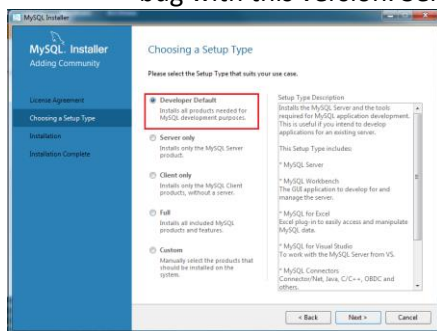 bug with this version.
MySQL Installer
MySQL. Installer
Adding Community
License Agreement
Choosing a Setup Type
Installation
Installation Complete
Choosing a Setup Type
Please select the Setup Type that suits your use case.
Developer Default
Installs all products needed for
MySQL development purposes.
Server only
Installs only the MySQL Server
product.
Client only
Installs only the MySQL Client
products, without a server.
Full
Installs all included MySQL
products and features.
Custom
Manually select the products that
should be installed on the
system.
Setup Type Description
Installs the MySQL Server and the tools
required for MySQL application development.
This is useful if you intend to develop
applications for an existing server.
This Setup Type includes:
* MySQL Server
* MySQL Workbench
The GUI application to develop for and
manage the server.
* MySQL for Excel
Excel plug-in to easily access and manipulate
MySQL data.
* MySQL for Visual Studio
To work with the MySQL Server from VS.
* MySQL Connectors
Connector/Net, Java, C/C++, OBDC and
others.
< Back
Next >
Cancel